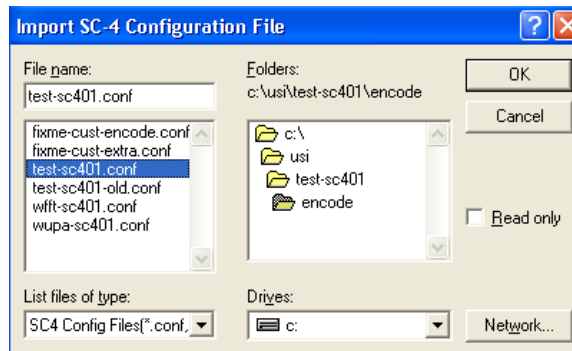 Import SC-4 Configuration File
File name:
test-sc401.conf
fixme-cust-encode.conf
fixme-cust-extra.conf
test-sc401.conf
test-sc401-old.conf
wfft-sc401.conf
wupa-sc401.conf
List files of type:
SC4 Config Files(*.conf,
Folders:
c:\usi\test-sc401\encode
c:\
usi
test-sc401
encode
Drives:
c:
OK
Cancel
Read only
Network...